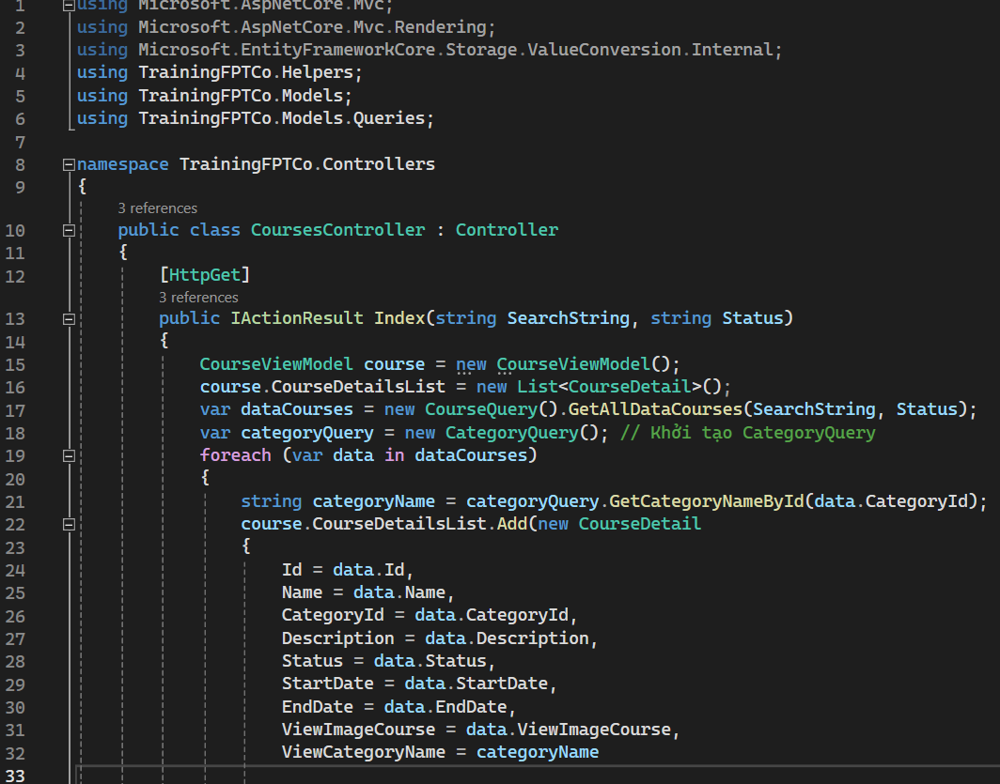 1 using Microsoft.AspNetCore.Mvc;
2 using Microsoft.AspNetCore.Mvc.Rendering;
3 using Microsoft.EntityFrameworkCore.Storage.ValueConversion.Internal;
4 using TrainingFPTCo.Helpers;
5 using TrainingFPTCo.Models;
6 using TrainingFPTCo.Models.Queries;
7
8 namespace TrainingFPTCo.Controllers
9 {
3 references
10 public class CoursesController : Controller
11 {
12 [HttpGet]
3 references
13 public IActionResult Index(string SearchString, string Status)
14 {
15 CourseViewModel course = new CourseViewModel();
16 course.CourseDetailsList = new List<CourseDetail>();
17 var dataCourses = new CourseQuery().GetAllDataCourses(SearchString, Status);
18 var categoryQuery = new CategoryQuery(); // Khởi tạo CategoryQuery
19 foreach (var data in dataCourses)
20 {
21 string categoryName = categoryQuery.GetCategoryNameById(data.CategoryId);
22 course.CourseDetailsList.Add(new CourseDetail
23 {
24 Id = data.Id,
25 Name = data.Name,
26 CategoryId = data.CategoryId,
27 Description = data.Description,
28 Status = data.Status,
29 StartDate = data.StartDate,
30 EndDate = data.EndDate,
31 ViewImageCourse = data.ViewImageCourse,
32 ViewCategoryName = categoryName
33